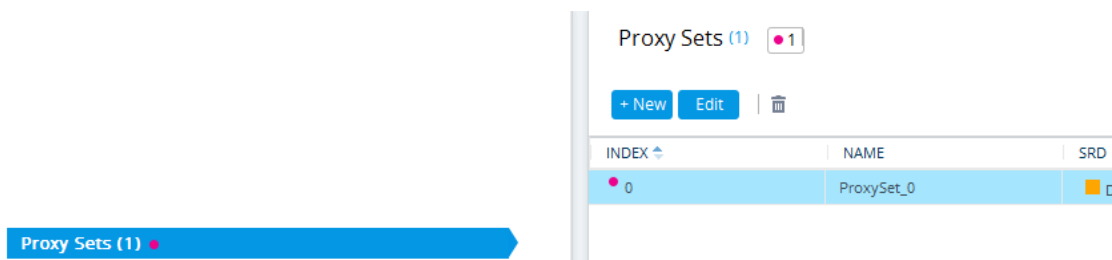 Proxy Sets (1) 1
+ New Edit
INDEX NAME SRD
0 ProxySet_0
Proxy Sets (1)